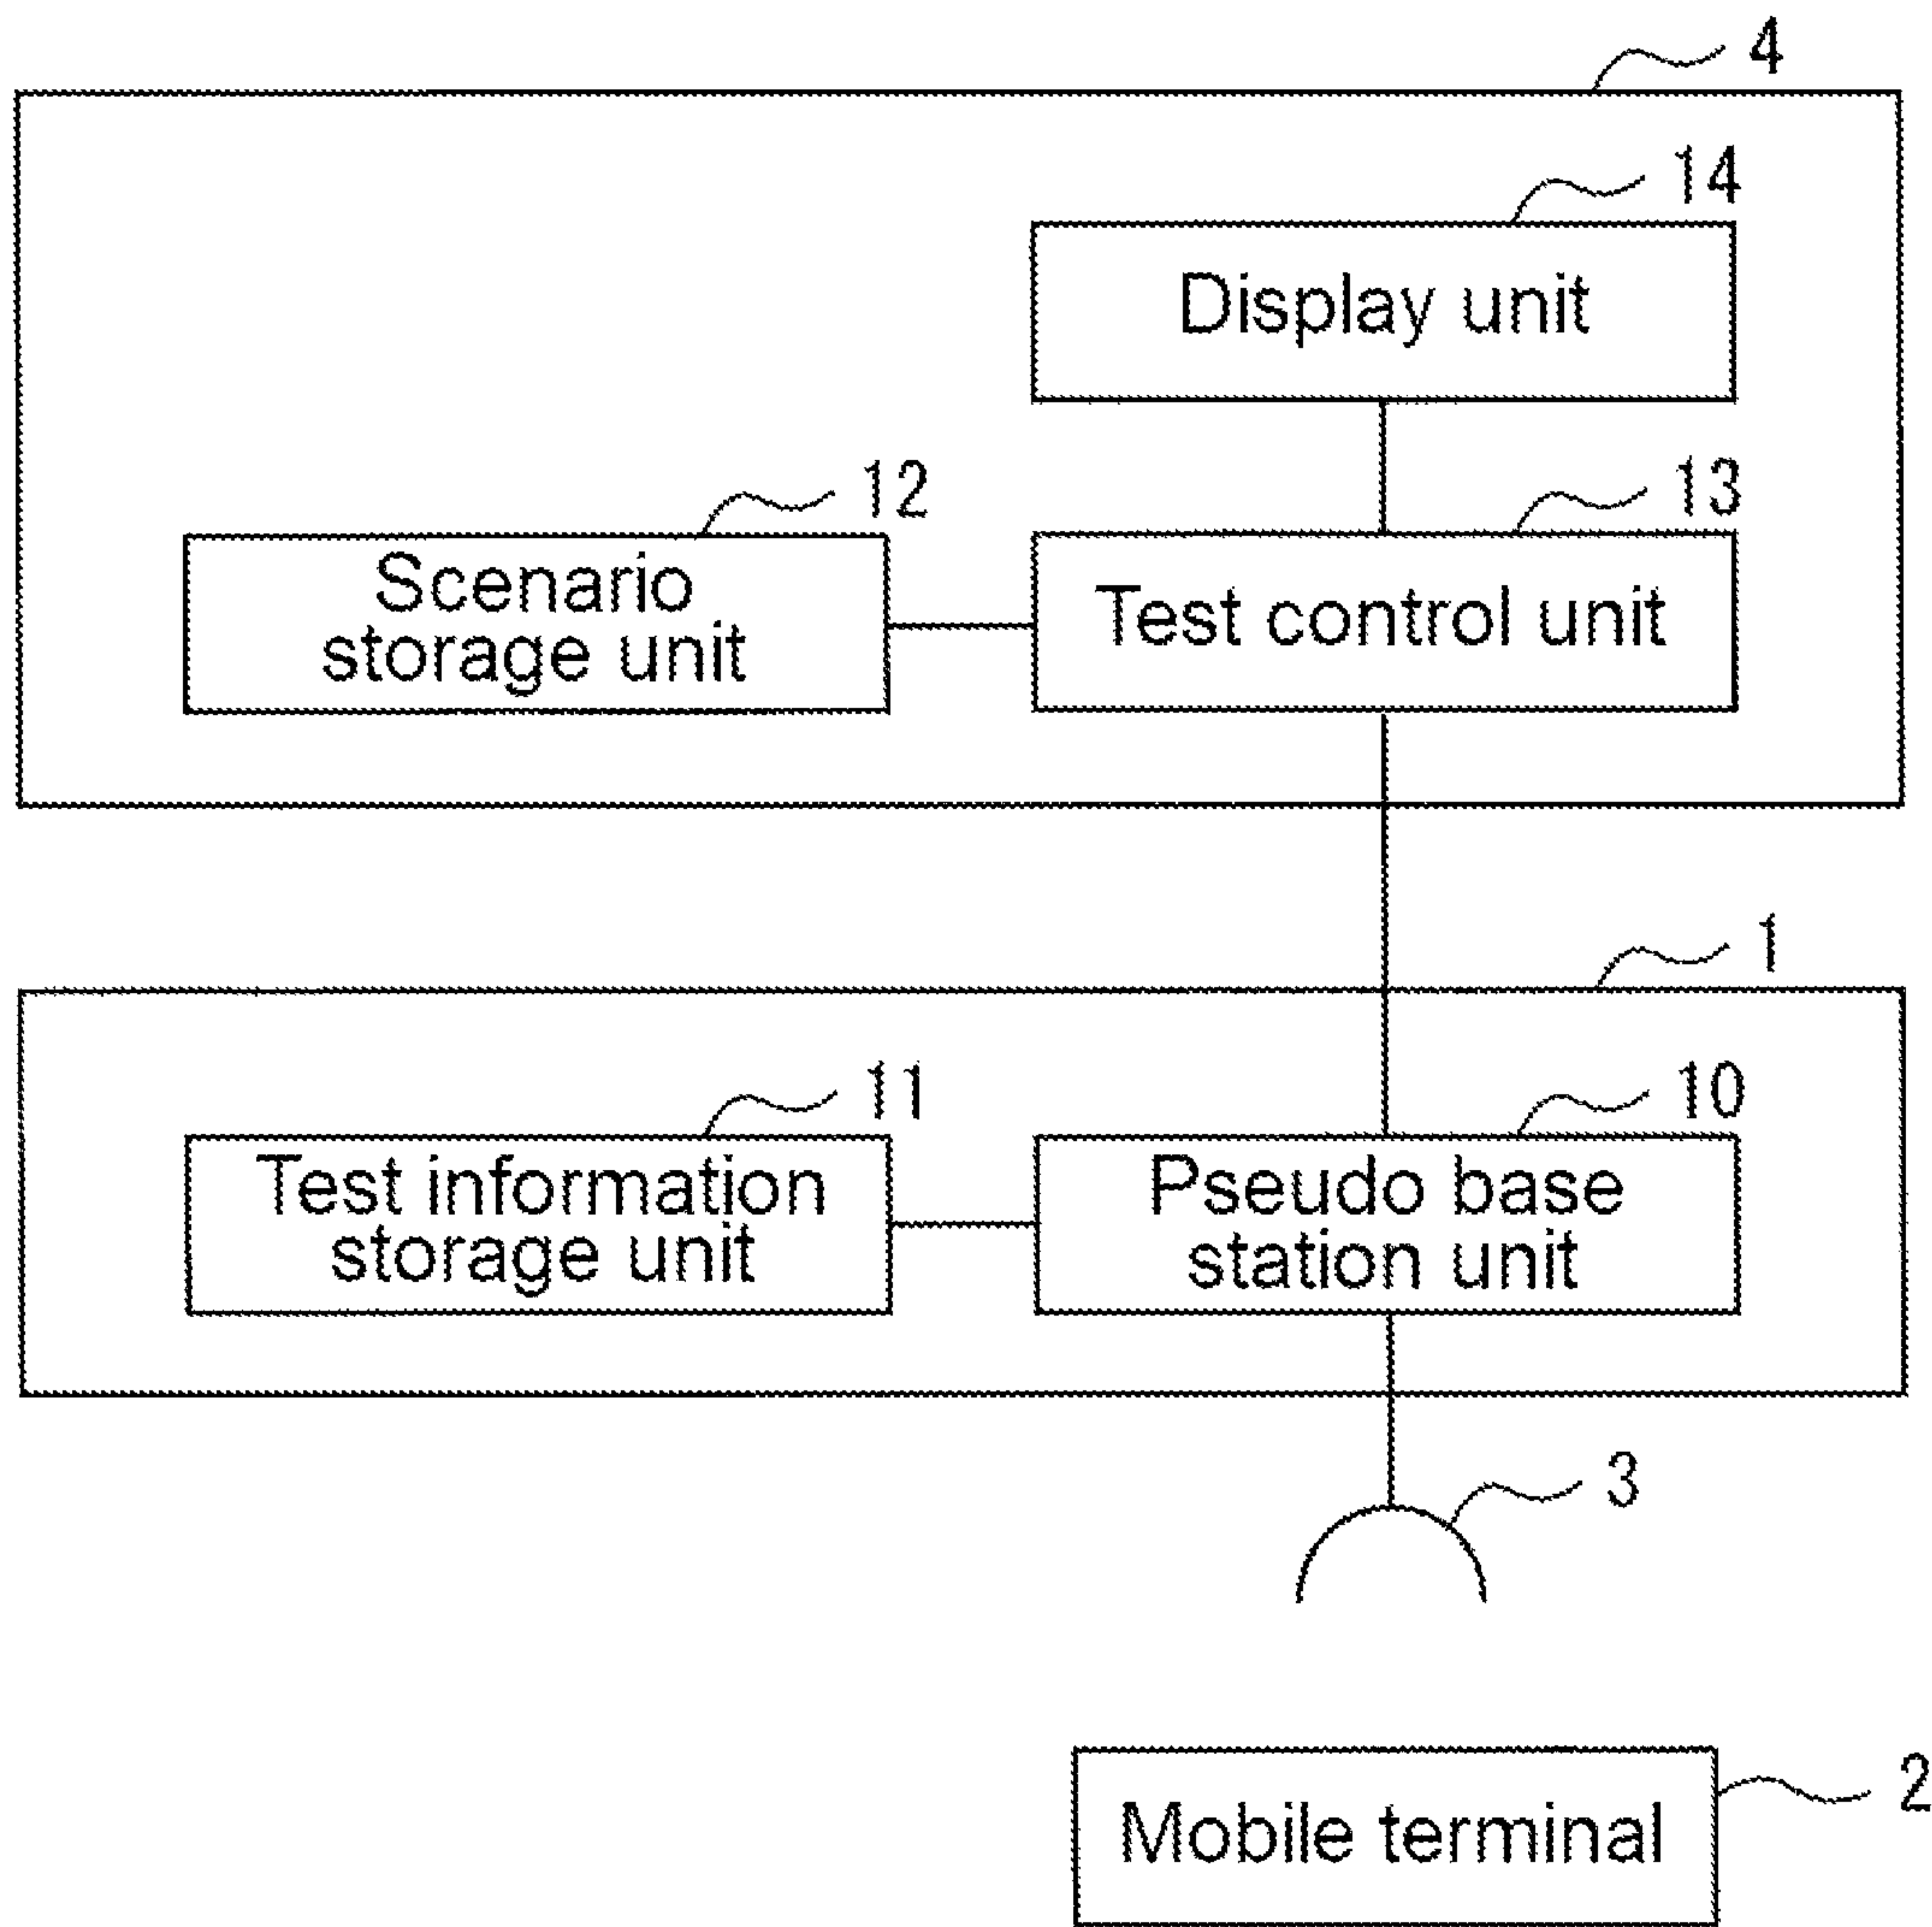 4
14
Display unit
12
13
Scenario
storage unit
Test control unit
1
11
10
Test information
storage unit
Pseudo base
station unit
3
2
Mobile terminal